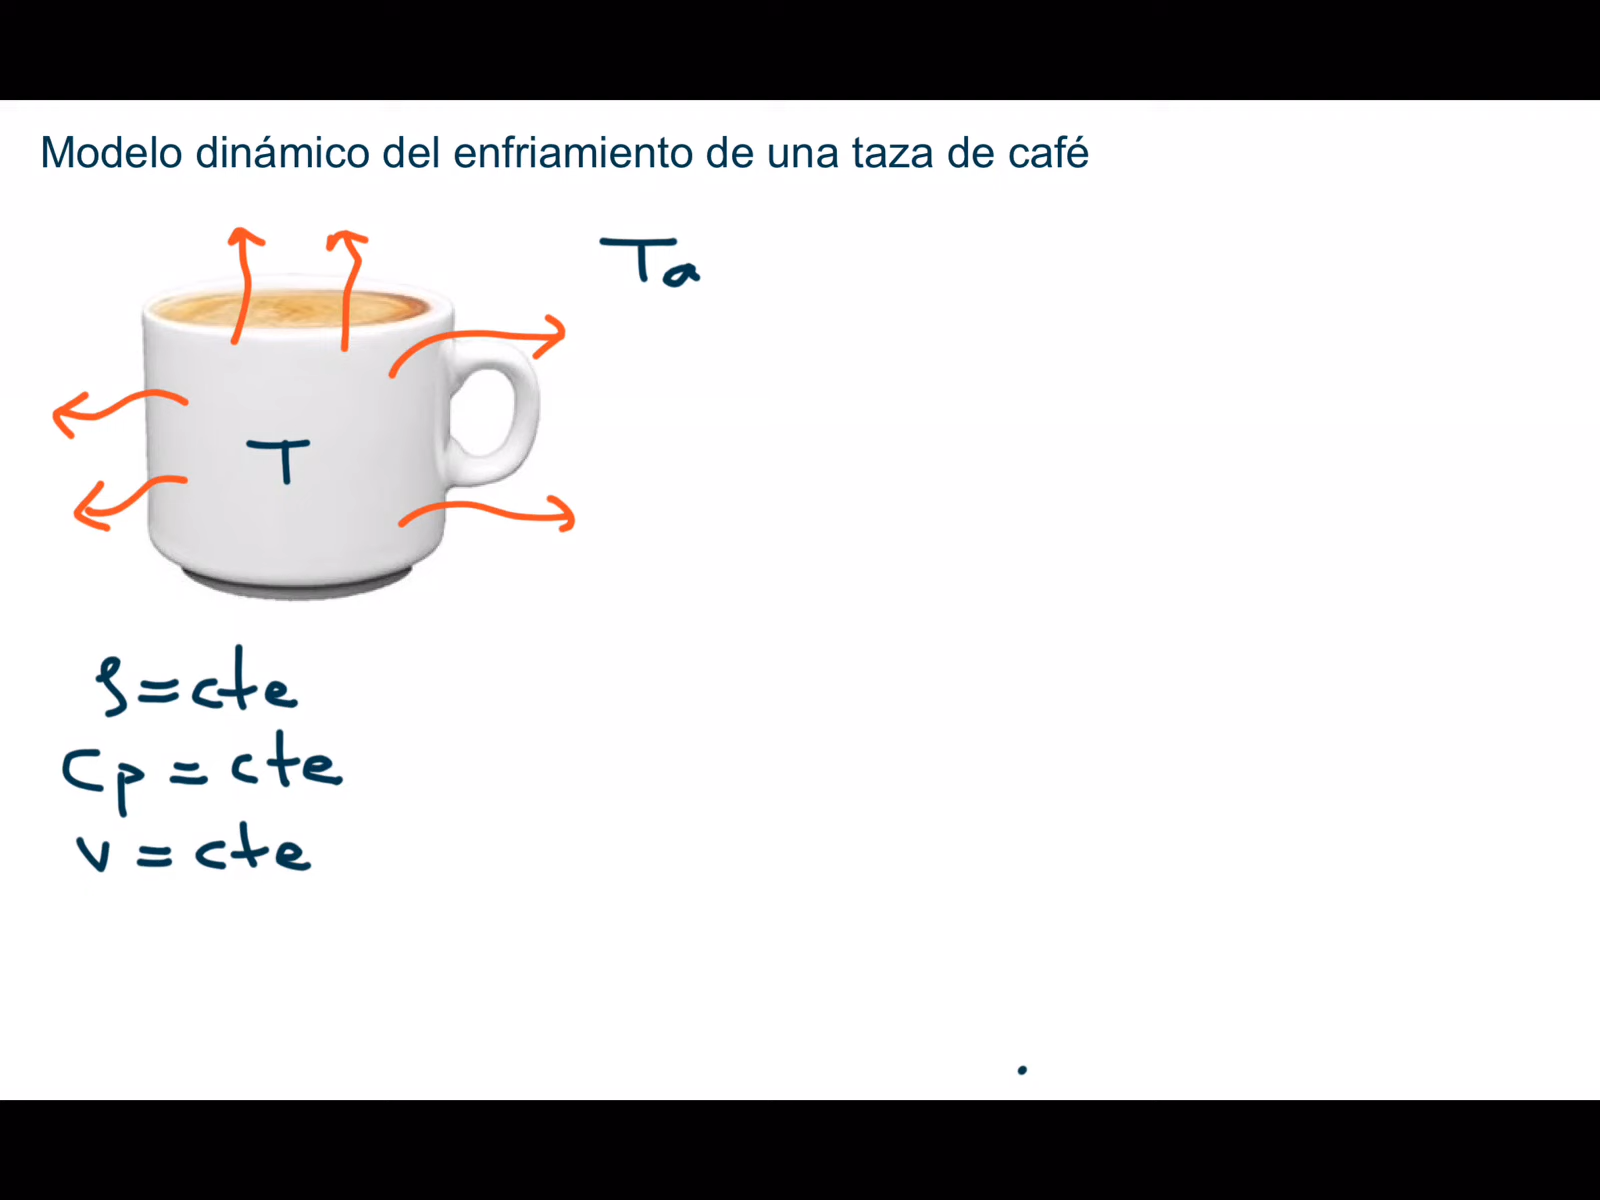 Modelo dinámico del enfriamiento de una taza de café
Ta
T
ρ = cte
Cp = cte
V = cte